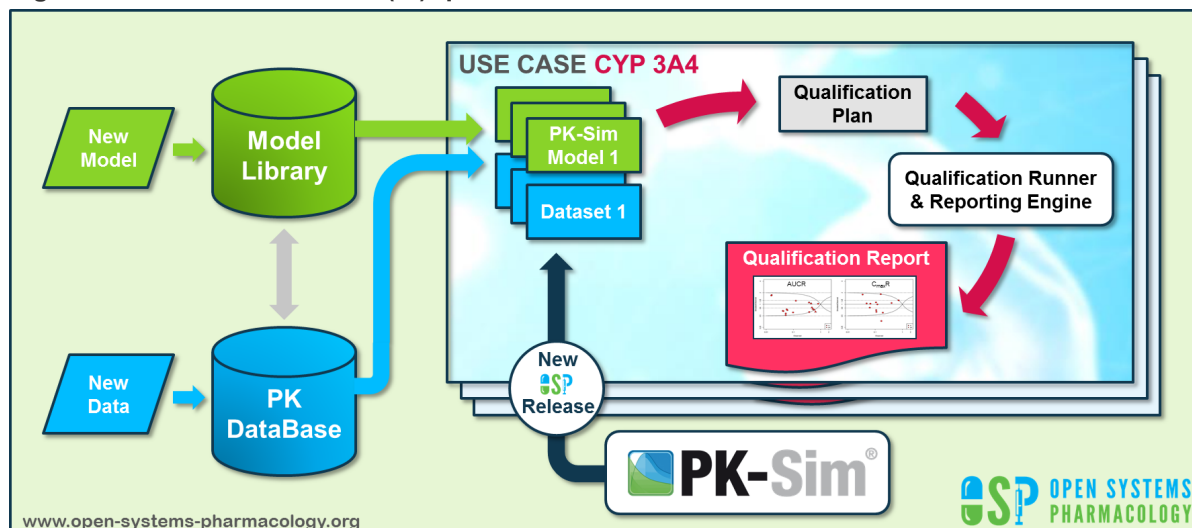 USE CASE CYP 3A4
New
Model
Model
Library
PK-Sim
Model 1
Dataset 1
Qualification
Plan
Qualification Runner
& Reporting Engine
Qualification Report
AUCR
CmaxR
New
Data
PK
DataBase
New
OSP
Release
PK-Sim®
OSP OPEN SYSTEMS
PHARMACOLOGY
www.open-systems-pharmacology.org